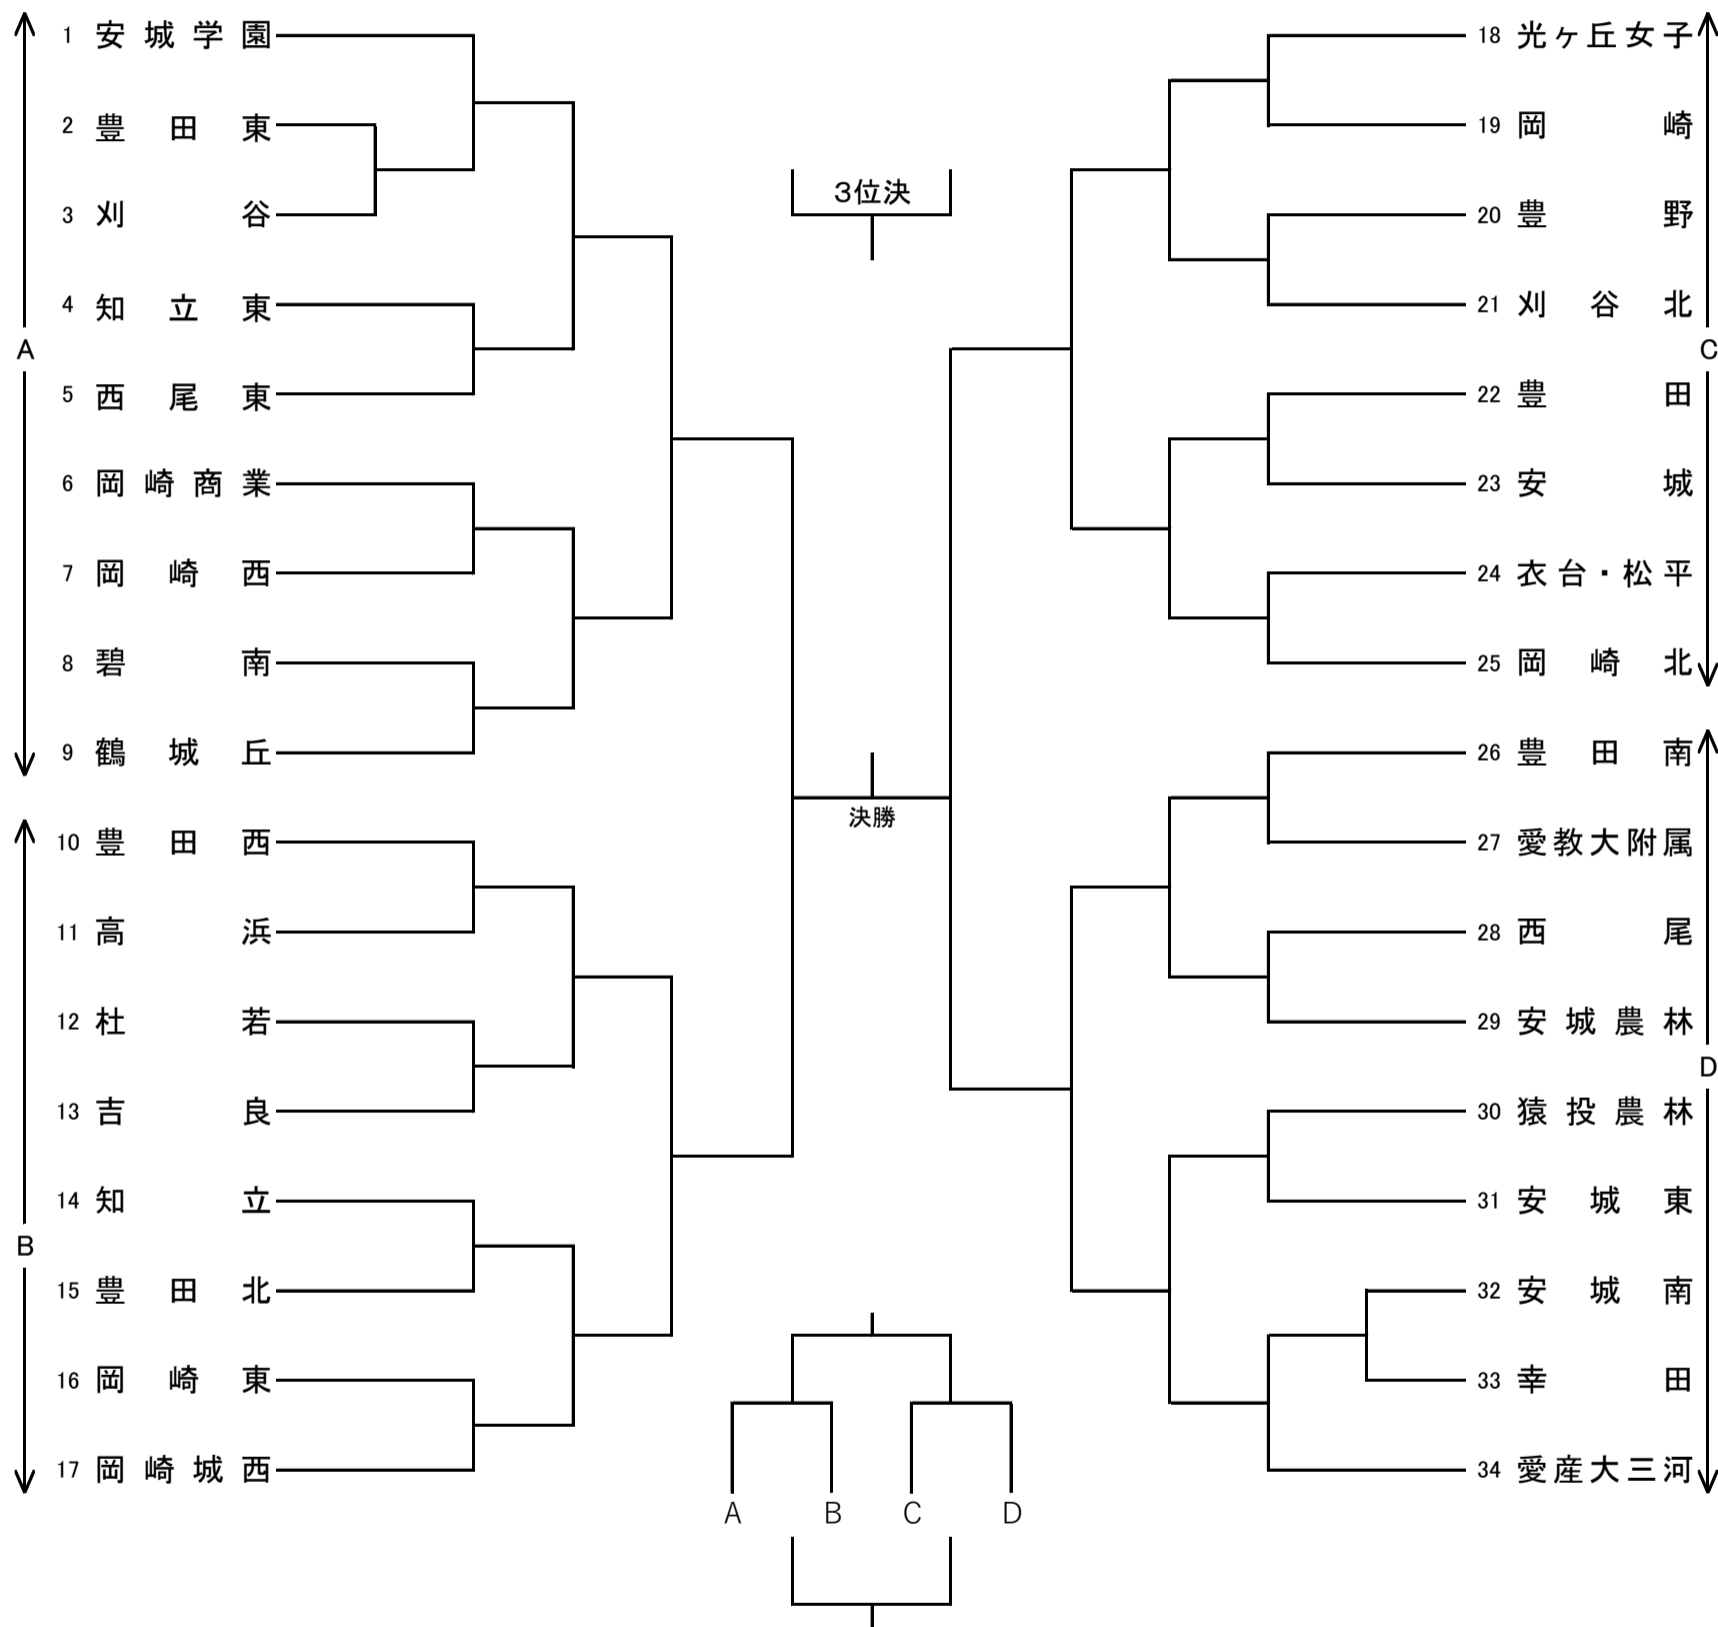 A
1 安城学園
2 豊田東
3 刈谷
4 知立東
5 西尾東
6 岡崎商業
7 岡崎西
8 碧南
9 鶴城丘
B
10 豊田西
11 高浜
12 杜若
13 吉良
14 知立
15 豊田北
16 岡崎東
17 岡崎城西
3位決
決勝
A B C D
C
18 光ヶ丘女子
19 岡崎
20 豊野
21 刈谷北
22 豊田
23 安城
24 衣台・松平
25 岡崎北
D
26 豊田南
27 愛教大附属
28 西尾
29 安城農林
30 猿投農林
31 安城東
32 安城南
33 幸田
34 愛産大三河